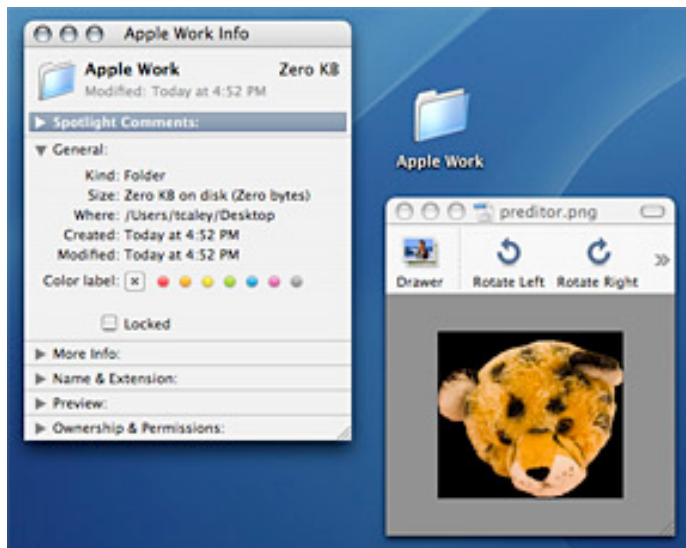 Apple Work Info
Apple Work Zero KB
Modified: Today at 4:52 PM
Spotlight Comments:
General:
Kind: Folder
Size: Zero KB on disk (Zero bytes)
Where: /Users/tcaley/Desktop
Created: Today at 4:52 PM
Modified: Today at 4:52 PM
Color label:
Locked
More Info:
Name & Extension:
Preview:
Ownership & Permissions:
Apple Work
preditor.png
Drawer Rotate Left Rotate Right